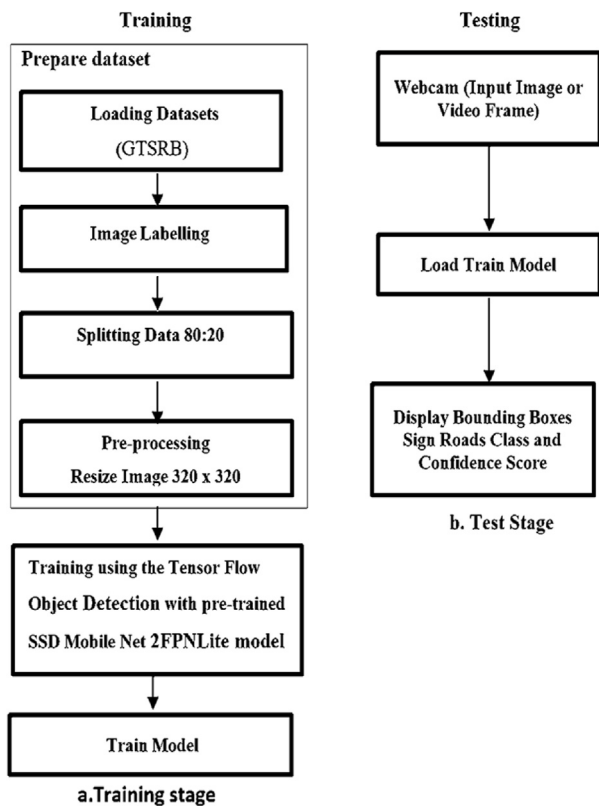 Training
Prepare dataset
Loading Datasets
(GTSRB)
Image Labelling
Splitting Data 80:20
Pre-processing
Resize Image 320 x 320
Training using the Tensor Flow
Object Detection with pre-trained
SSD Mobile Net 2FPNLite model
Train Model
a.Training stage
Testing
Webcam (Input Image or
Video Frame)
Load Train Model
Display Bounding Boxes
Sign Roads Class and
Confidence Score
b. Test Stage